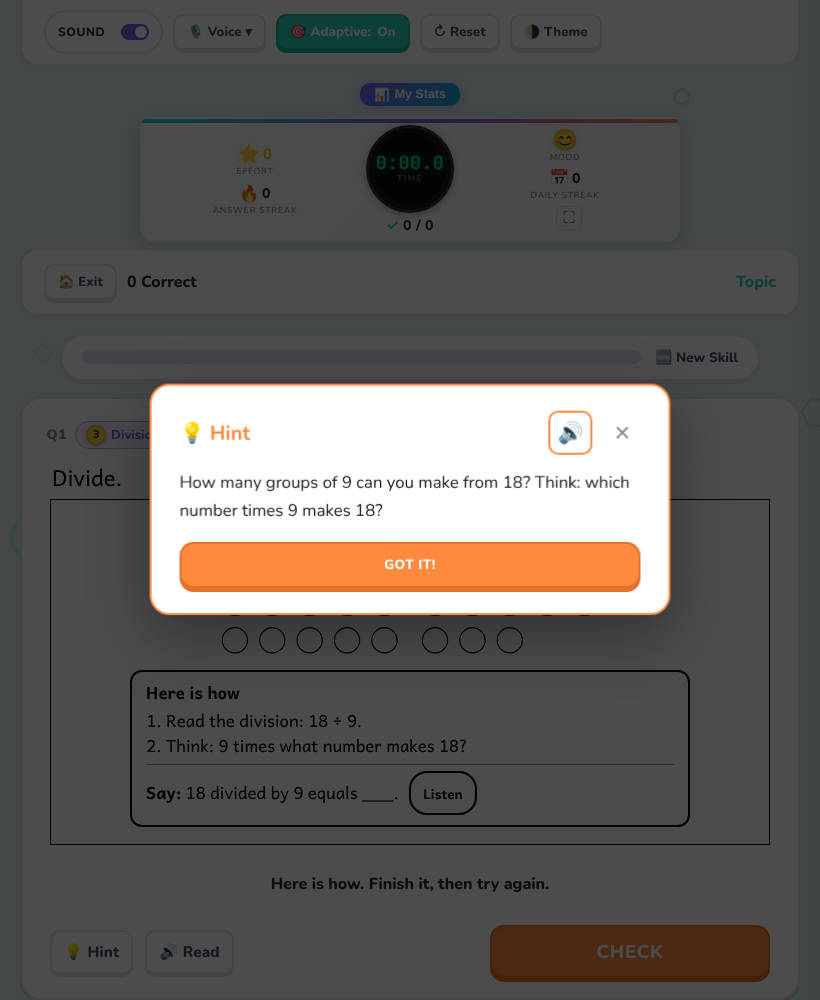 SOUND
🎙️ Voice ▾
🎯 Adaptive: On
↻ Reset
🌗 Theme
📊 My Stats
⭐ 0
EFFORT
🔥 0
ANSWER STREAK
0:00.0
TIME
✓ 0 / 0
😊
MOOD
📅 0
DAILY STREAK
🏠 Exit
0 Correct
Topic
🆕 New Skill
Q1
3
Divide.
💡 Hint
How many groups of 9 can you make from 18? Think: which
number times 9 makes 18?
GOT IT!
Here is how
1. Read the division: 18 ÷ 9.
2. Think: 9 times what number makes 18?
Say: 18 divided by 9 equals ___. Listen
Here is how. Finish it, then try again.
💡 Hint
🔊 Read
CHECK